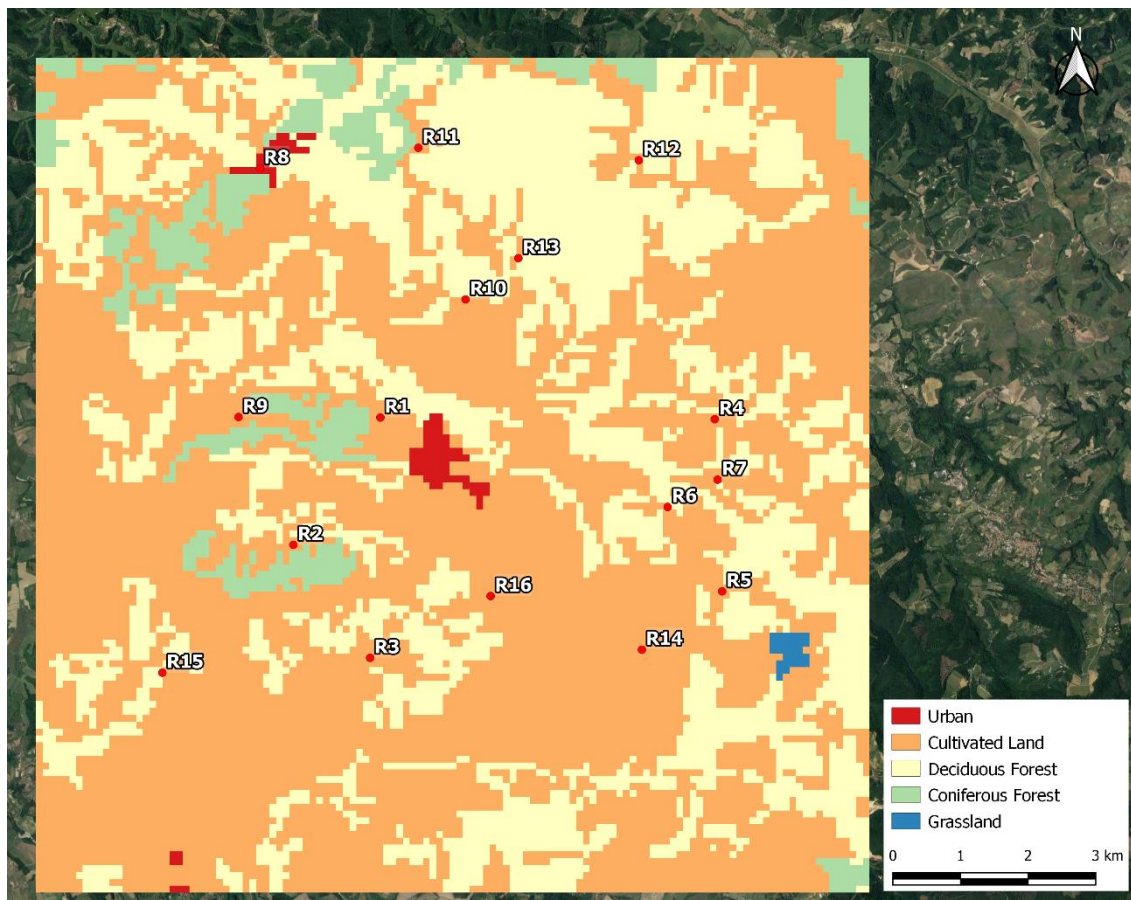 N
R11
R8
R12
R13
R10
R9
R1
R4
R7
R6
R2
R5
R16
R14
R3
R15
Urban
Cultivated Land
Deciduous Forest
Coniferous Forest
Grassland
0 1 2 3 km